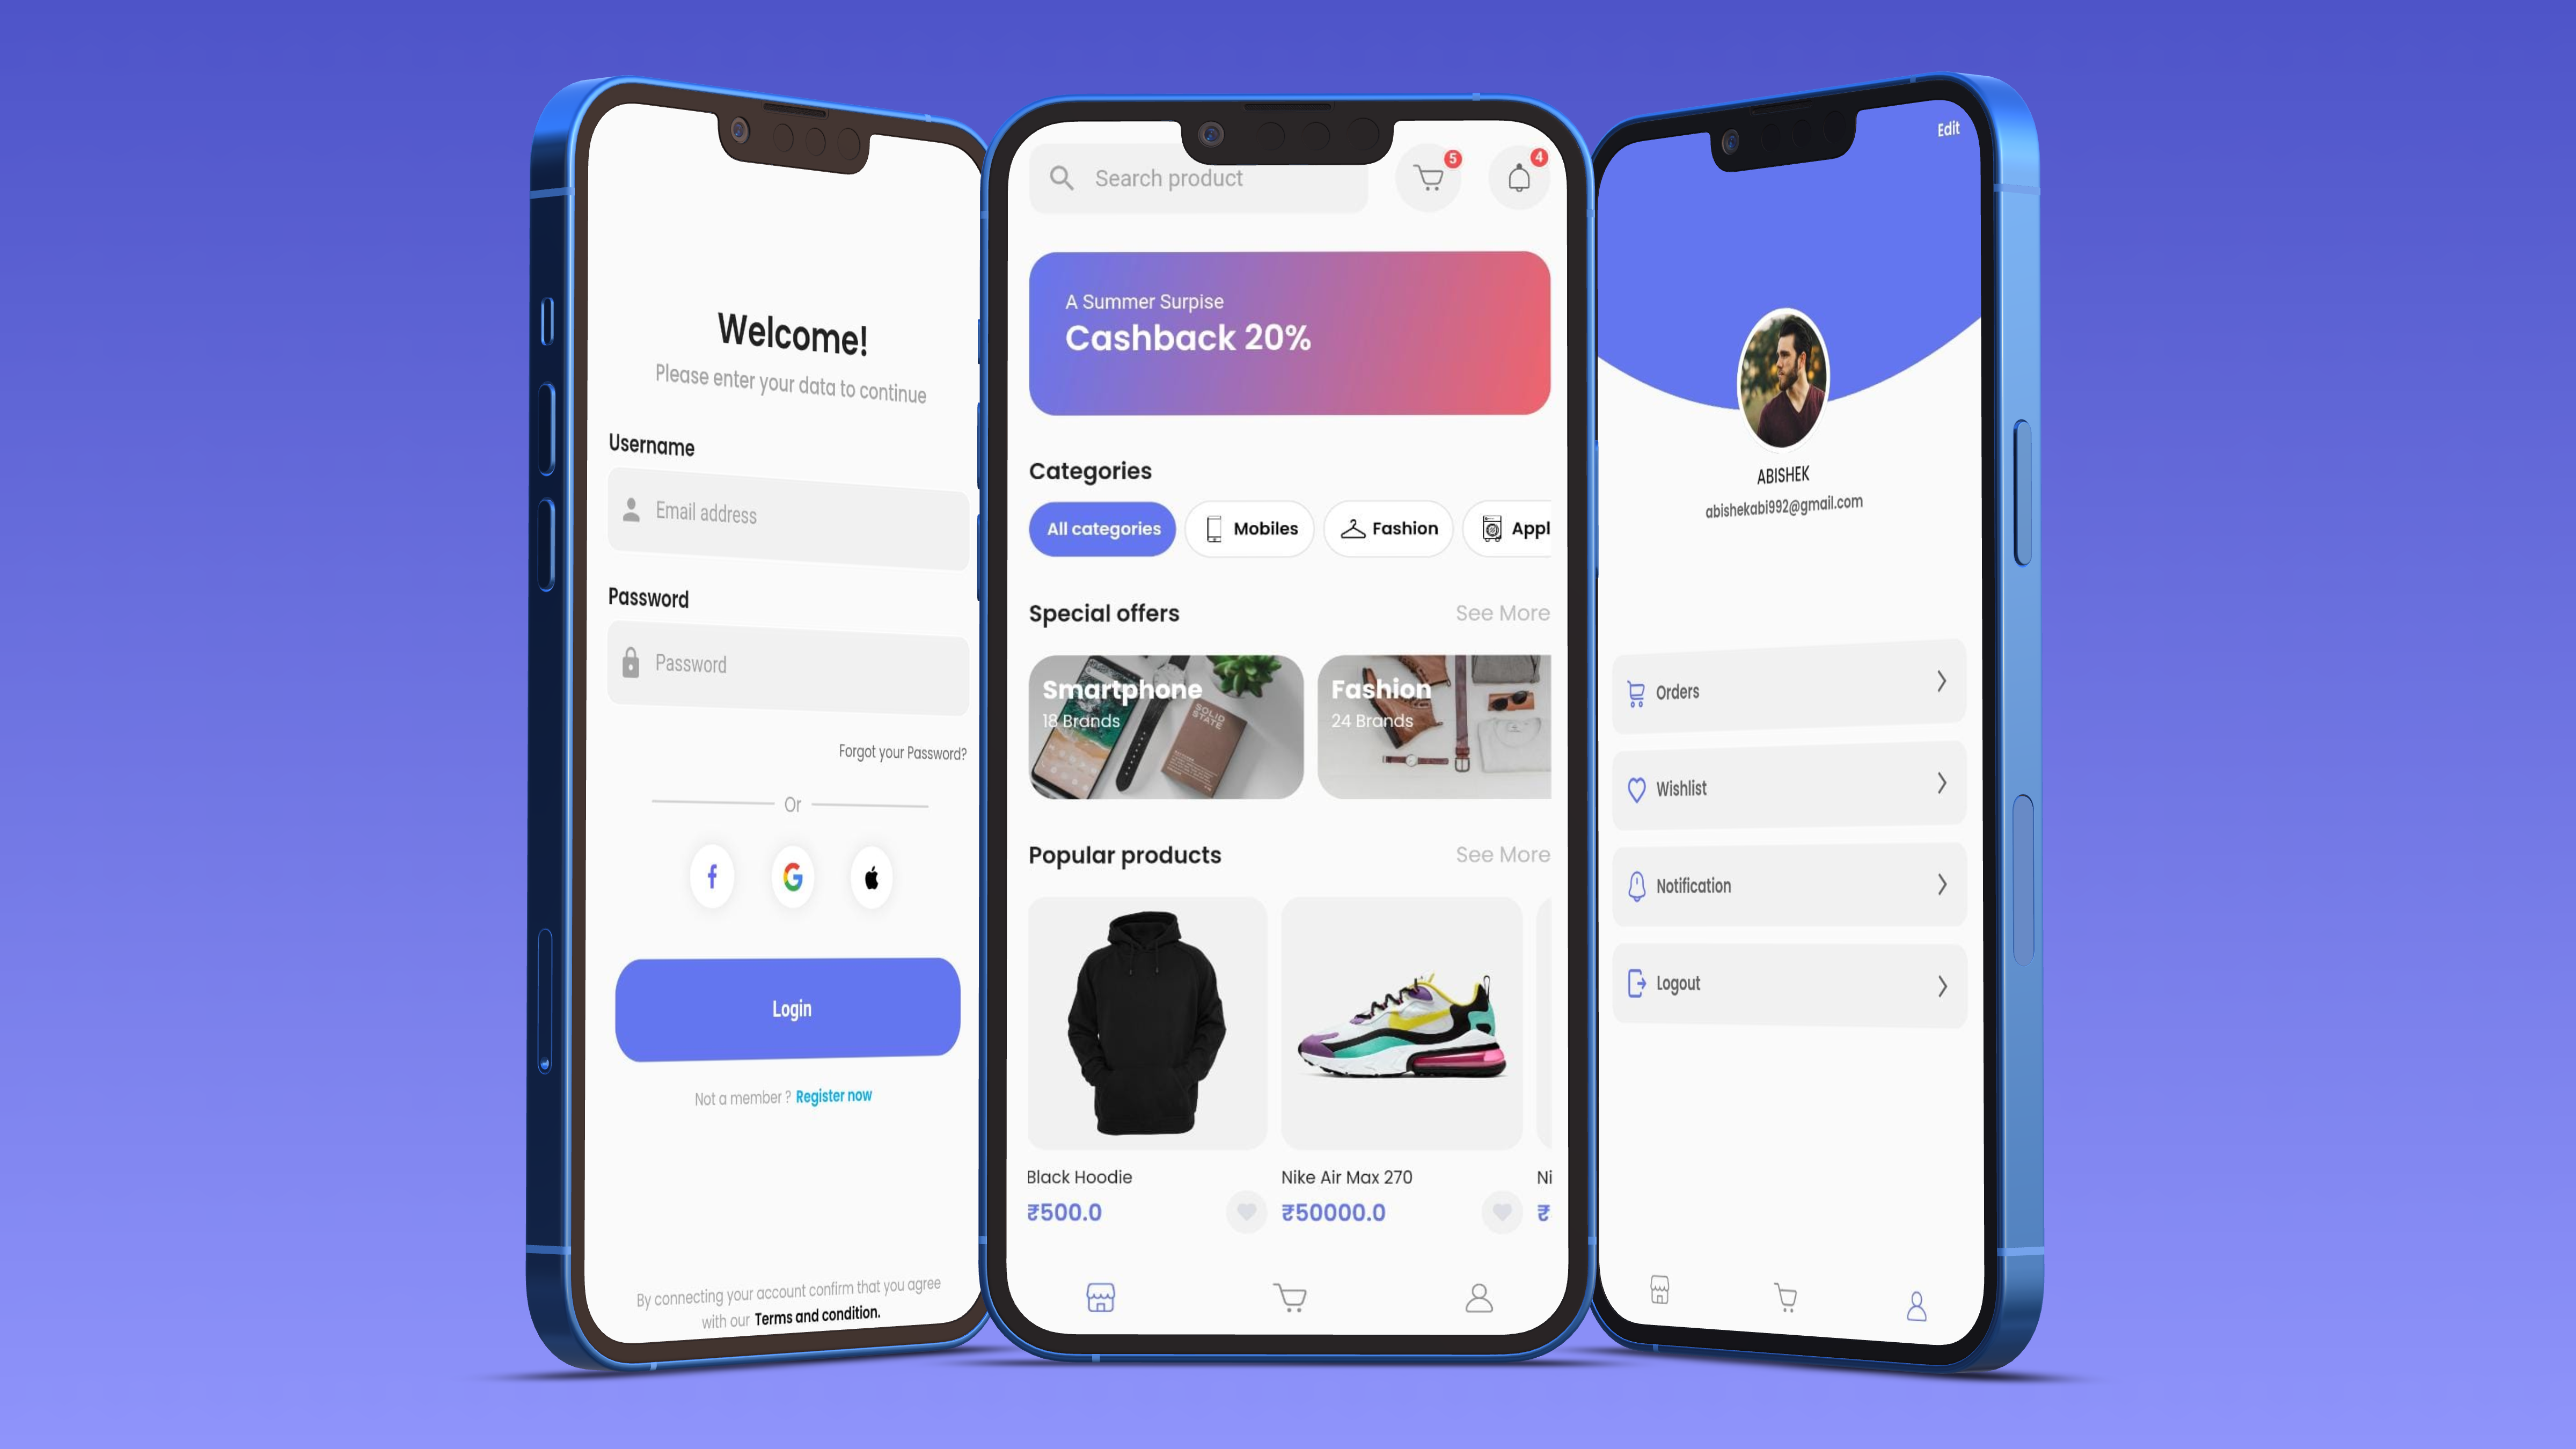 Welcome!
Please enter your data to continue
Username
Email address
Password
Password
Forgot your Password?
Or
Login
Not a member ? Register now
By connecting your account confirm that you agree
with our Terms and condition.
Search product
5
4
A Summer Surpise
Cashback 20%
Categories
All categories
Mobiles
Fashion
Appl
Special offers
See More
Smartphone
18 Brands
SOLID
STATE
Fashion
24 Brands
Popular products
See More
Black Hoodie
₹500.0
Nike Air Max 270
₹50000.0
Ni
₹
Edit
ABISHEK
abishekabi992@gmail.com
Orders
Wishlist
Notification
Logout